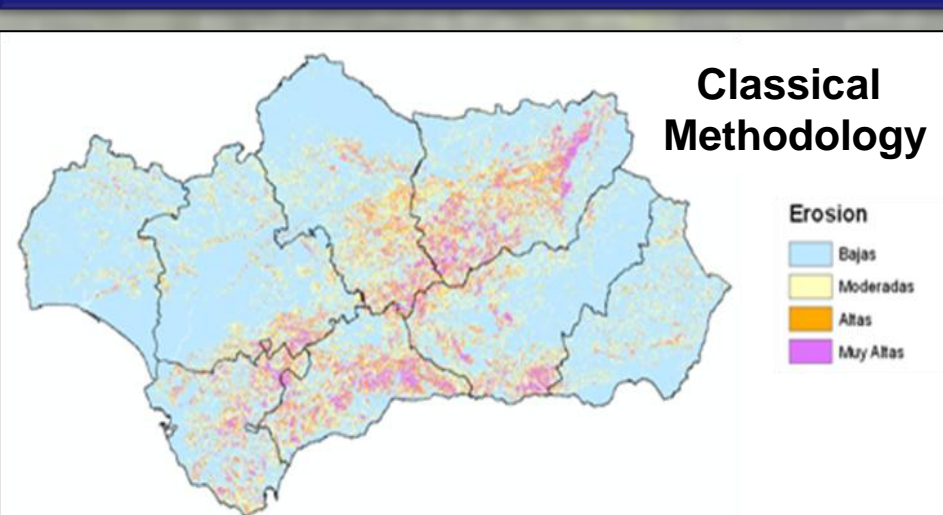 Classical
Methodology
Erosion
Bajas
Moderadas
Altas
Muy Altas